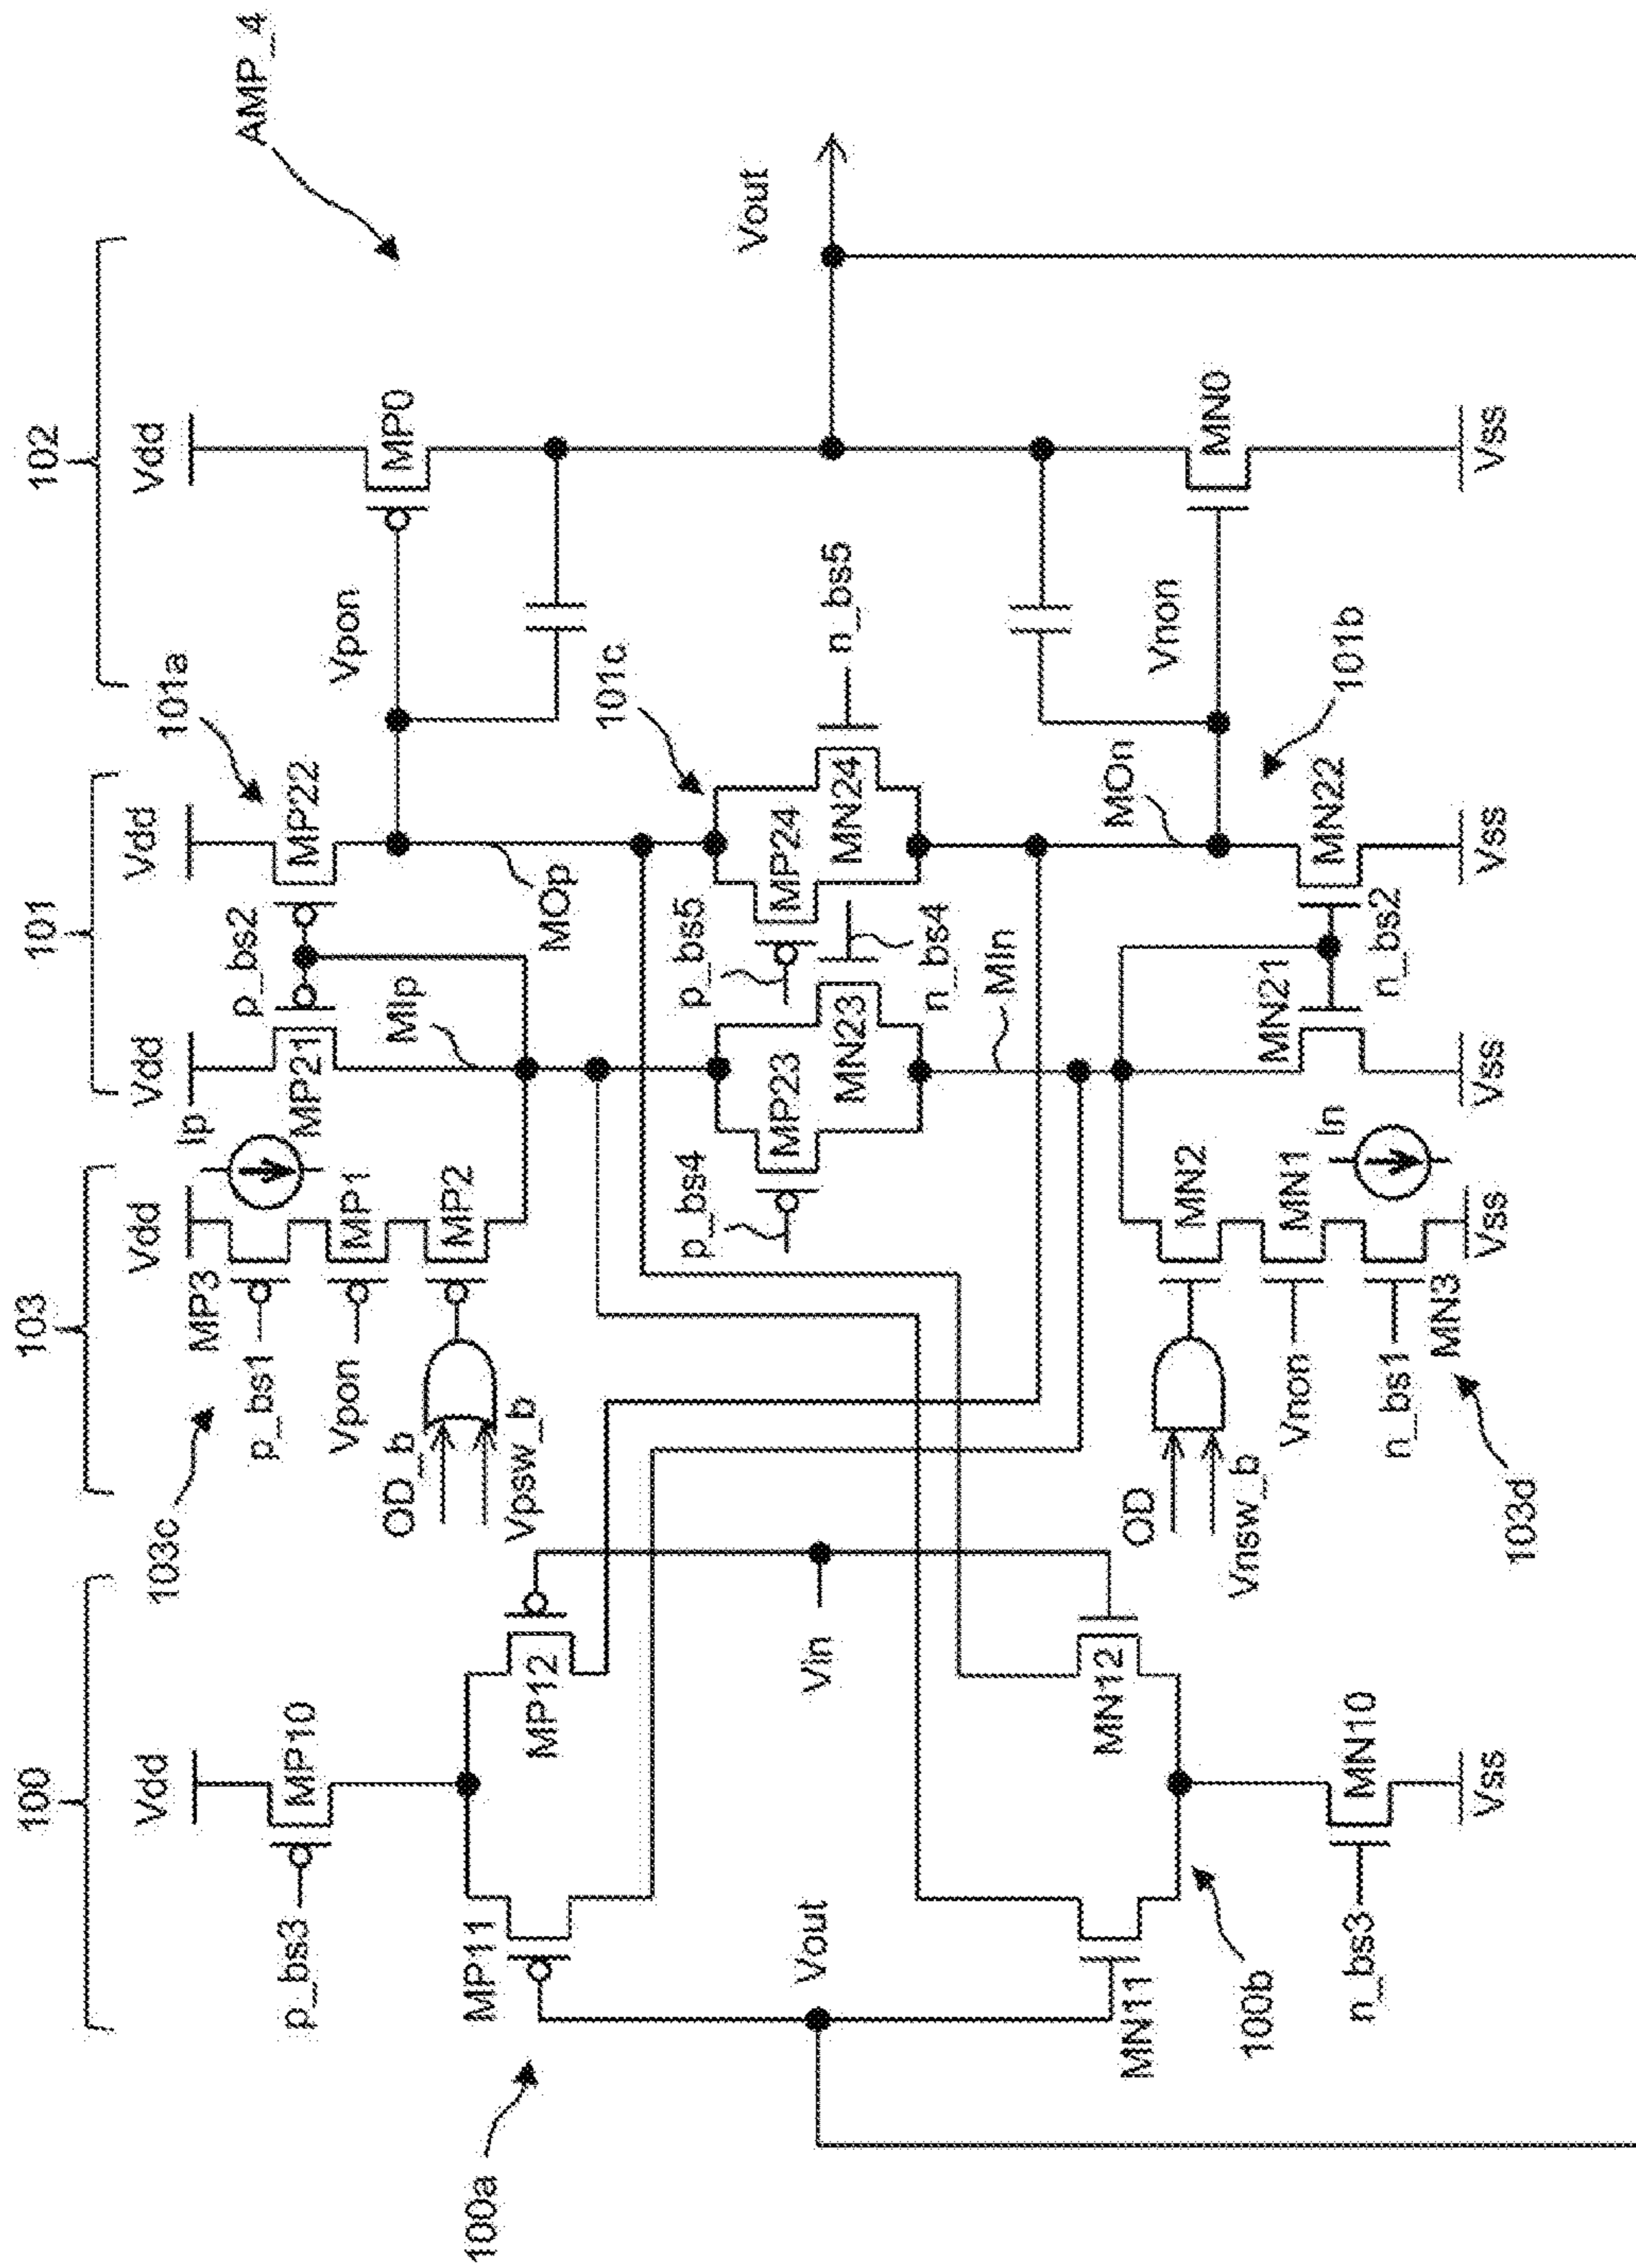 AMP_4
100
103
101
102
Vdd
Vdd
Vdd
Vdd
Vdd
p_bs3
MP10
103c
MP3
Ip
p_bs1
MP21
p_bs2
MP22
101a
Vpon
MP1
Vpon
MP0
MP2
OD_b
Vpsw_b
MIp
MOp
100a
MP11
MP12
p_bs4
MP23
MN23
n_bs4
p_bs5
MP24
MN24
n_bs5
101c
Vout
Vin
Vout
MIn
MOn
MN11
MN12
OD
Vnsw_b
MN2
Vnon
Vnon
MN1
In
MN21
n_bs2
MN22
101b
MN0
100b
n_bs3
MN10
n_bs1
MN3
103d
Vss
Vss
Vss
Vss
Vss